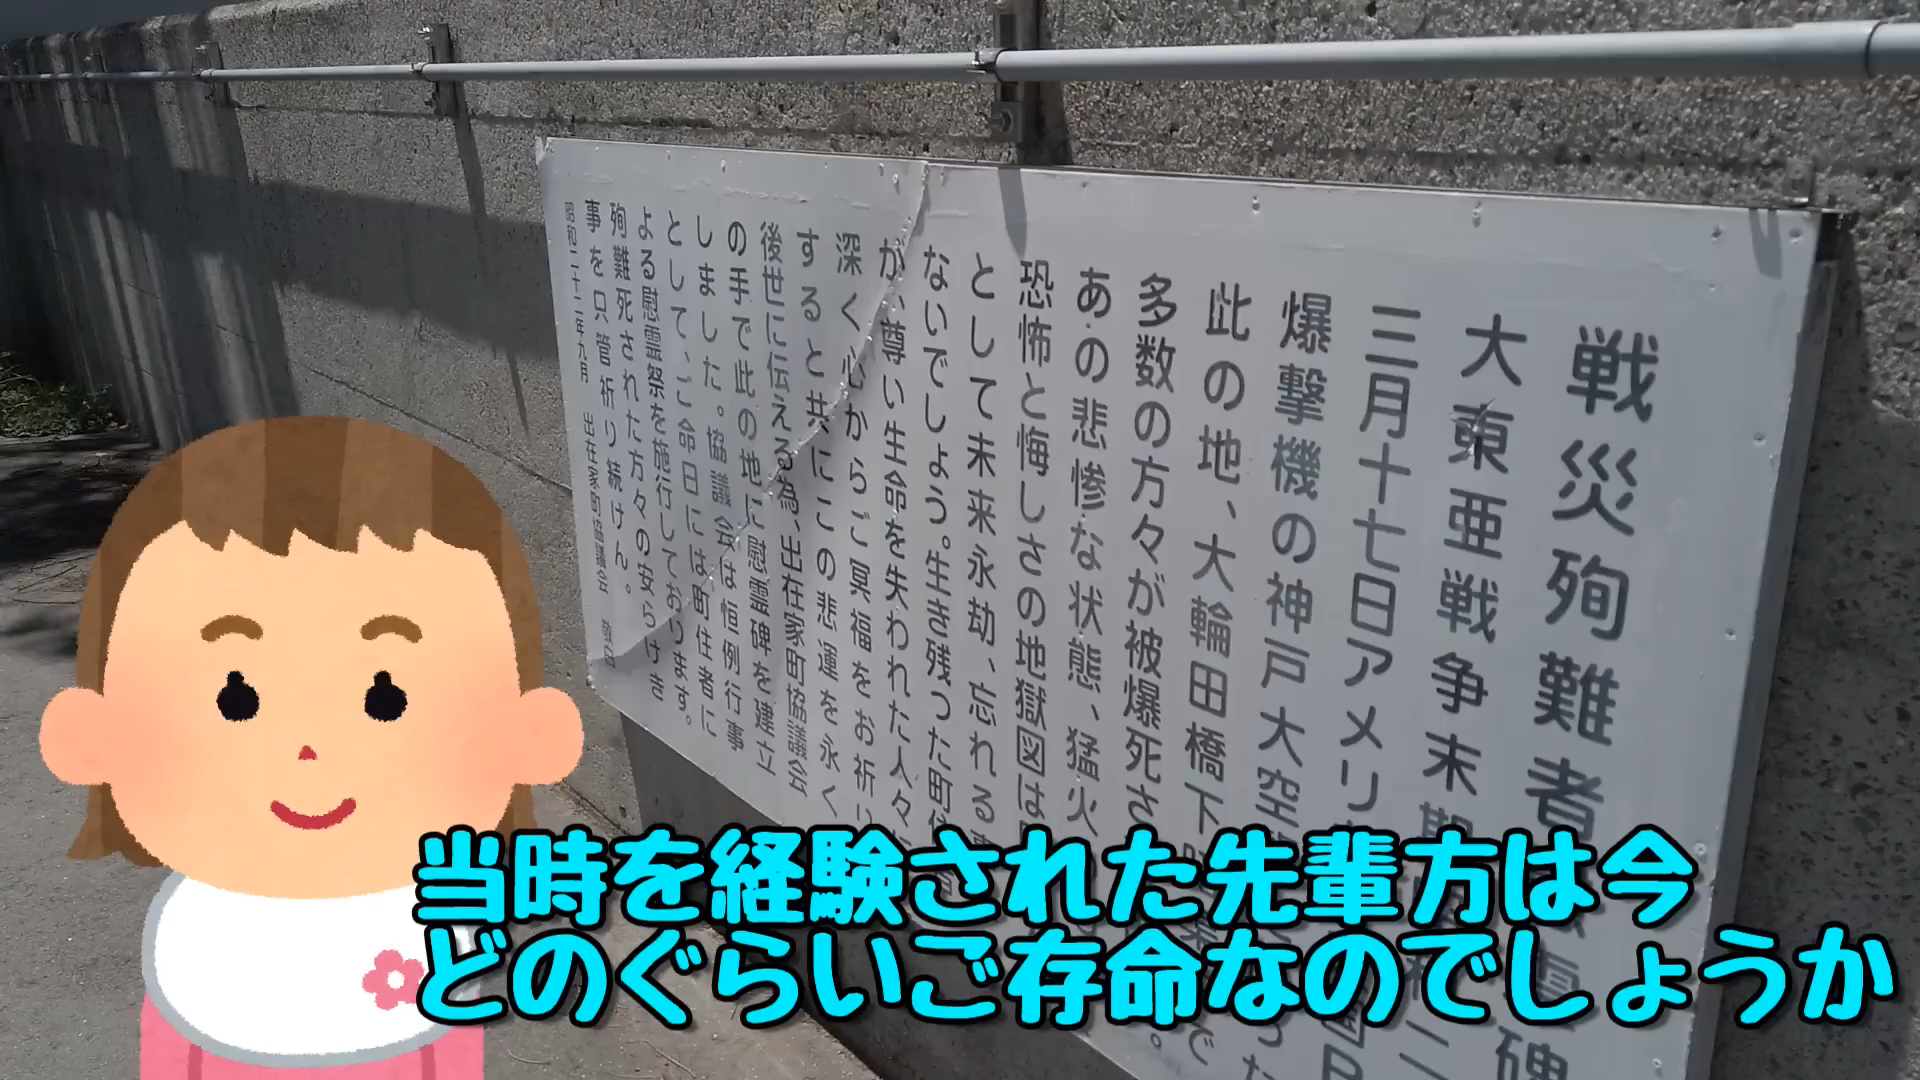 戦災殉難者
大東亜戦争末期
三月十七日アメリ
爆撃機の神戸大空
此の地、大輪田橋下
多数の方々が被爆死さ
あの悲惨な状態、猛火
恐怖と悔しさの地獄図は
として未来永劫、忘れる
ないでしょう。生き残った町
が、尊い生命を失われた人々
深く心からご冥福をお祈り
すると共にこの悲運を永く
後世に伝える為、出在家町協議会
の手で此の地に慰霊碑を建立
しました。協議会は恒例行事
として、ご命日には町住者に
よる慰霊祭を施行しております。
殉難死された方々の安らけき
事を只管祈り続けん。
昭和二十二年九月 出在家町協議会 敬白
当時を経験された先輩方は今
どのぐらいご存命なのでしょうか